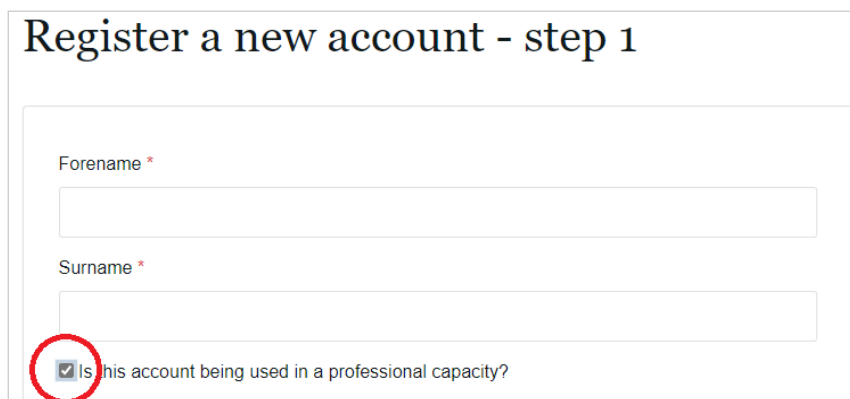 Register a new account - step 1
Forename *
Surname *
Is this account being used in a professional capacity?